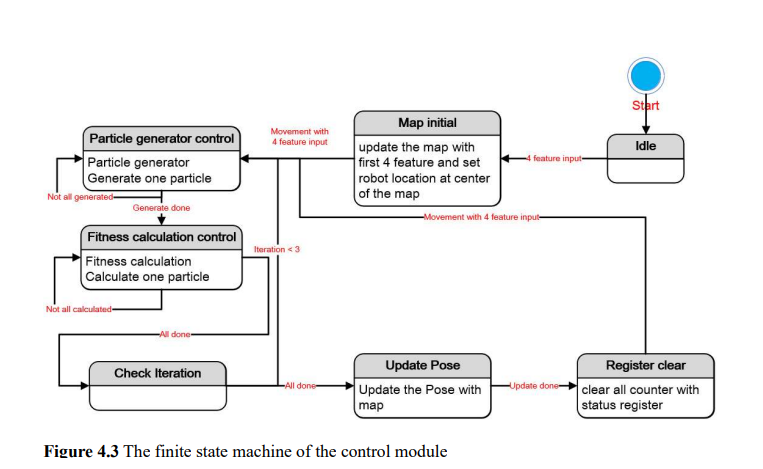 Start
Idle
4 feature input
Map initial
update the map with
first 4 feature and set
robot location at center
of the map
Movement with
4 feature input
Particle generator control
Particle generator
Generate one particle
Not all generated
Generate done
Movement with 4 feature input
Fitness calculation control
Fitness calculation
Calculate one particle
Iteration < 3
Not all calculated
All done
Check Iteration
All done
Update Pose
Update the Pose with
map
Update done
Register clear
clear all counter with
status register
Figure 4.3 The finite state machine of the control module